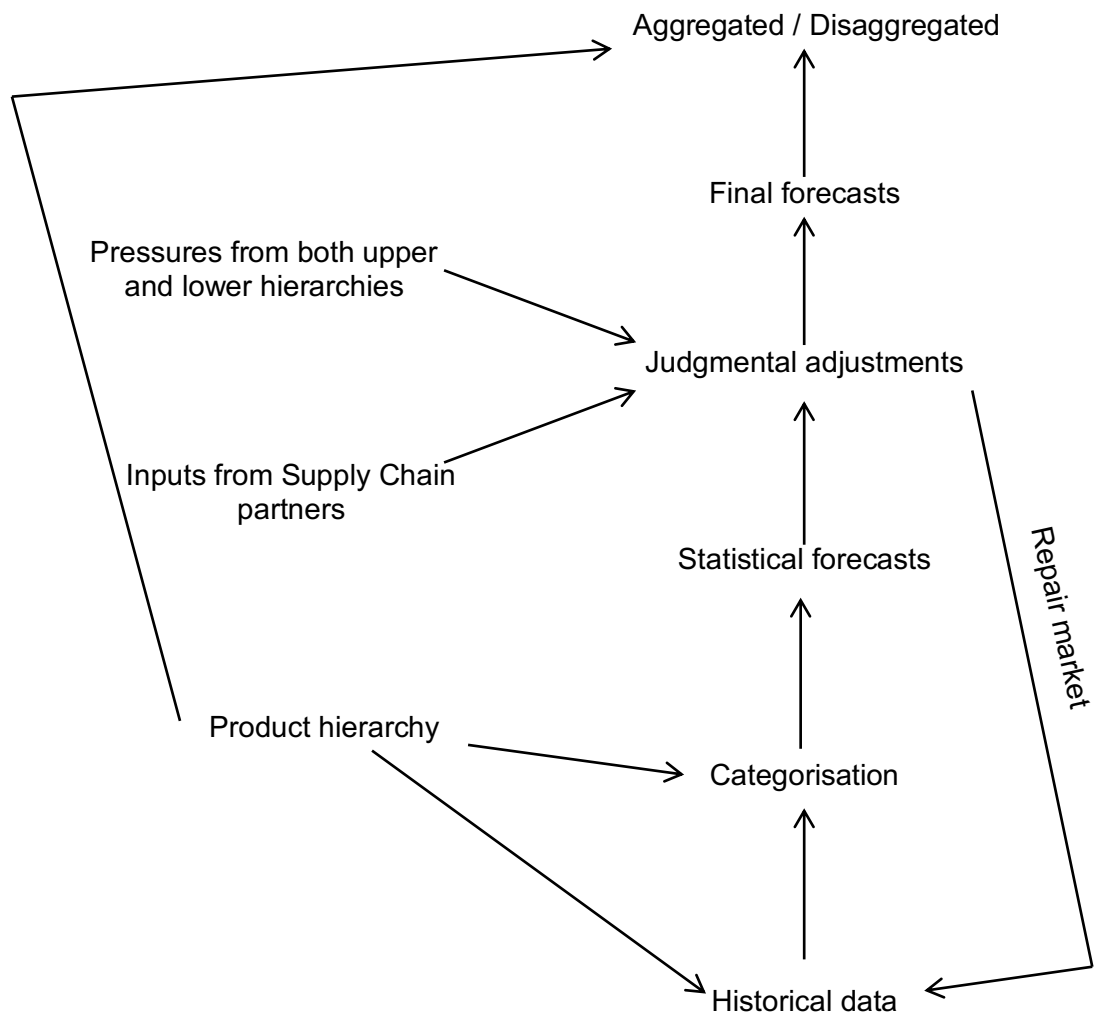 Aggregated / Disaggregated
Final forecasts
Pressures from both upper
and lower hierarchies
Judgmental adjustments
Inputs from Supply Chain
partners
Statistical forecasts
Repair market
Product hierarchy
Categorisation
Historical data